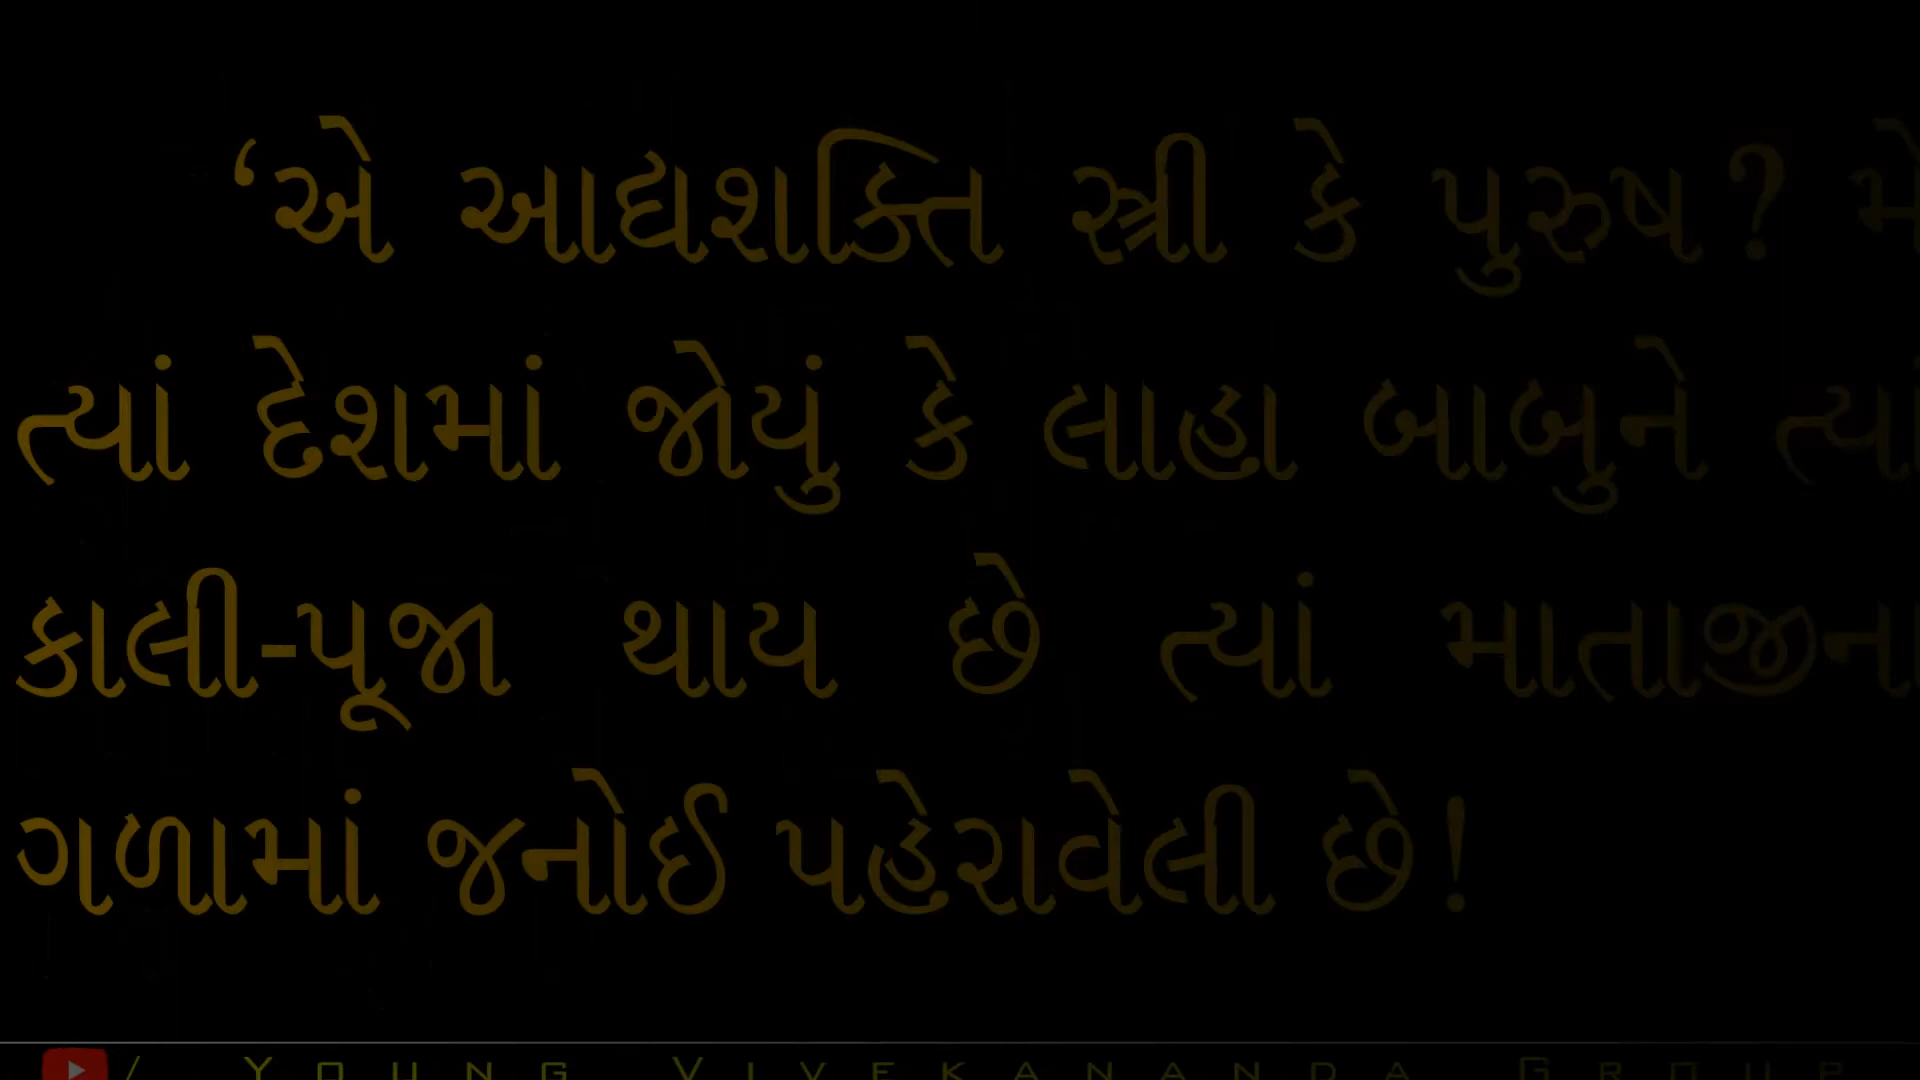 ‘એ આદ્યશક્તિ સ્ત્રી કે પુરુષ? મે
ત્યાં દેશમાં જોયું કે લાહા બાબુને ત્યાં
કાલી-પૂજા થાય છે ત્યાં માતાજીના
ગળામાં જનોઈ પહેરાવેલી છે!
/ Young Vivekananda Group